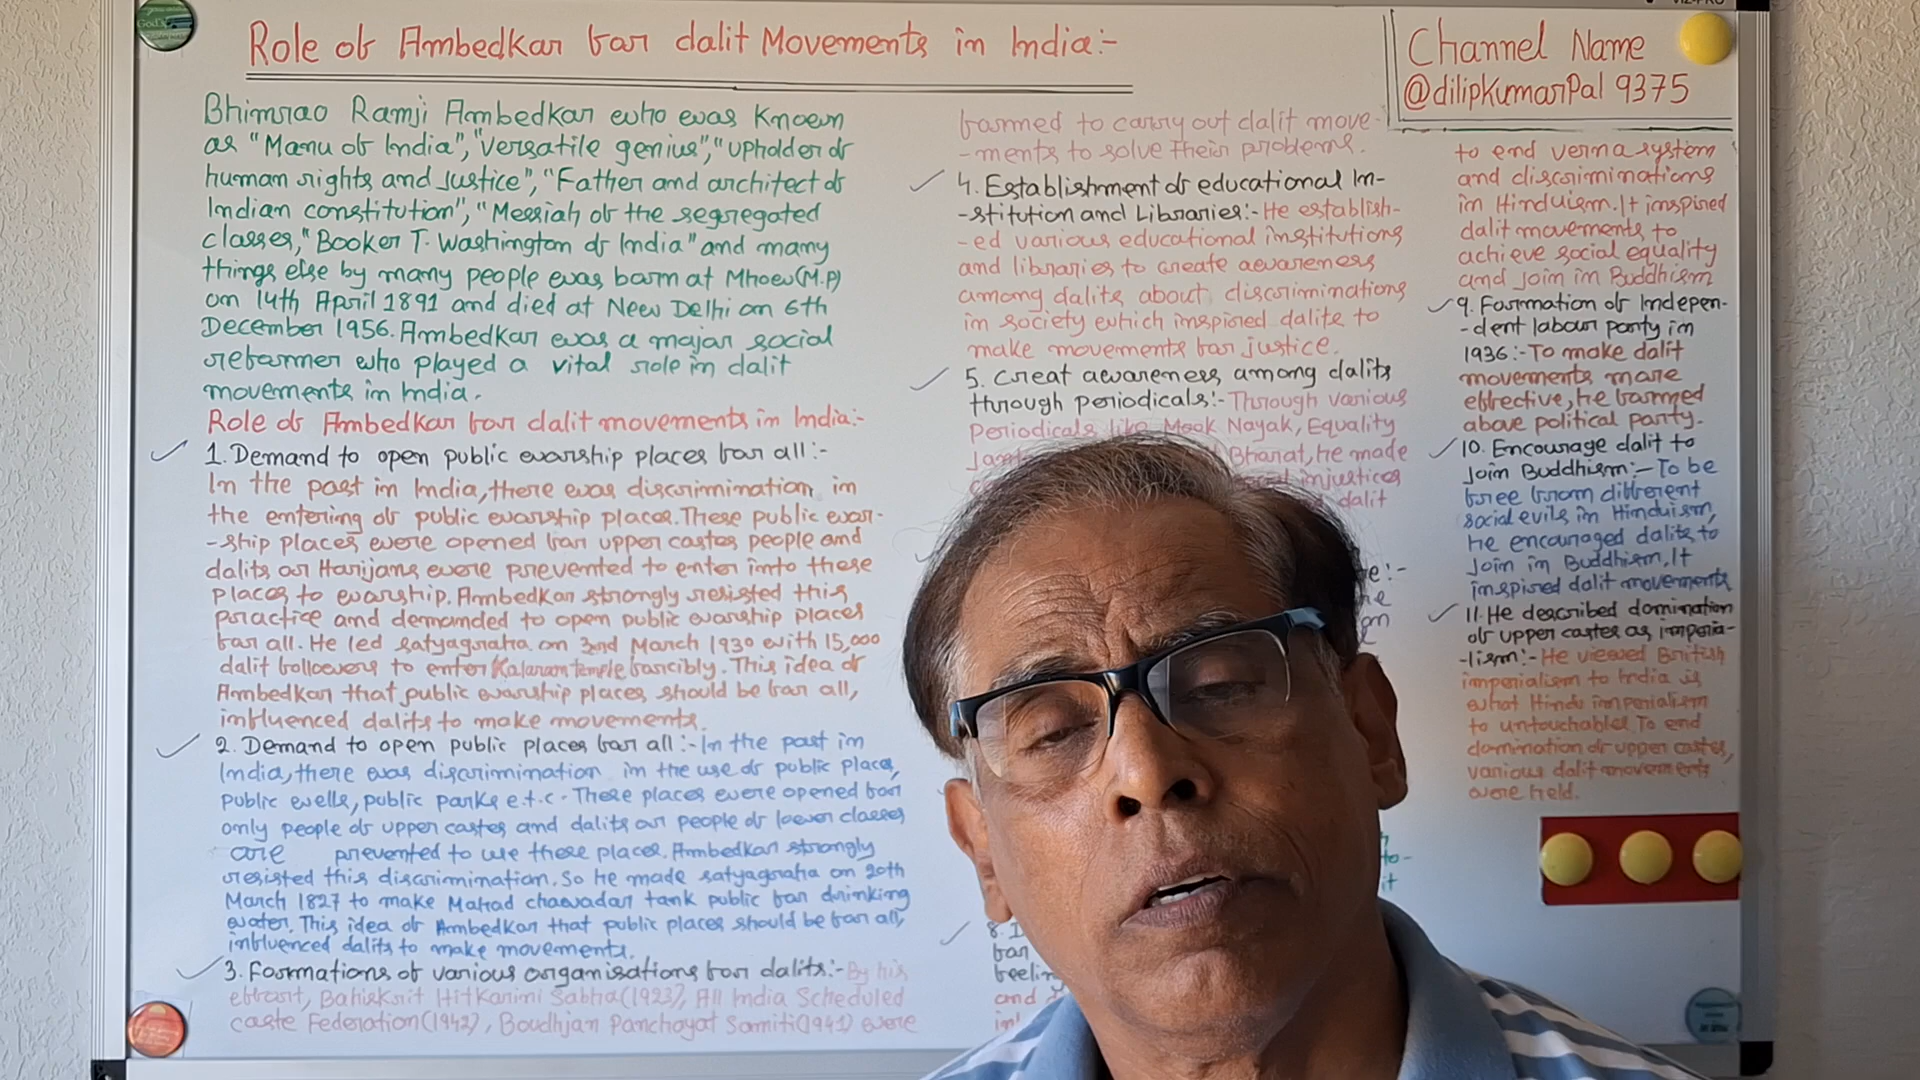 Role of Ambedkar for dalit Movements in India:-
Channel Name
@dilipKumarPal 9375
Bhimrao Ramji Ambedkar who was known
as "Manu of India", "Versatile genius", "upholder of
human rights and justice", "Father and architect of
Indian constitution", "Messiah of the segregated
classes, "Booker T. Washington of India" and many
things else by many people was born at Mhow (M.P)
on 14th April 1891 and died at New Delhi on 6th
December 1956. Ambedkar was a major social
reformer who played a vital role in dalit
movements in India.
Role of Ambedkar for dalit movements in India:-
1. Demand to open public warship places for all:-
In the past in India, there was discrimination in
the entering of public warship places. These public war-
-ship places were opened for upper castes people and
dalits or Harijans were prevented to enter into these
places to warship. Ambedkar strongly resisted this
practice and demanded to open public warship places
for all. He led satyagraha on 3nd March 1930 with 15,000
dalit followers to enter Kalaram temple forcibly. This idea of
Ambedkar that public warship places should be for all,
influenced dalits to make movements.
2. Demand to open public places for all:- In the past in
India, there was discrimination in the use of public place,
public wells, public parks e.t.c. These places were opened for
only people of upper castes and dalits or people of lower classes
are prevented to use these places. Ambedkar strongly
resisted this discrimination. So he made satyagraha on 20th
March 1827 to make Mahad chawadar tank public for drinking
water. This idea of Ambedkar that public places should be for all,
influenced dalits to make movements.
3. Formations of various organisations for dalits:- By his
effort, Bahiskrit Hitkarini Sabha (1923), All India Scheduled
caste Federation (1942), Boudhjan Panchayat Samiti (1941) were
formed to carry out dalit move-
-ments to solve their problems.
4. Establishment of educational In-
-stitution and Libraries:- He establish-
-ed various educational institutions
and libraries to create awareness
among dalits about discriminations
in society which inspired dalits to
make movements for justice.
5. Creat awareness among dalits
through periodicals:- Through various
Periodicals like Mook Nayak, Equality
Bharat, he made
injustices
dalit
8.
for
and
to end verna system
and discriminations
in Hinduism. It inspired
dalit movements to
achieve social equality
and join in Buddhism
9. Formation of Indepen-
-dent labour party in
1936:- To make dalit
movements more
effective, he formed
above political party.
10. Encourage dalit to
join Buddhism:- To be
free from different
social evils in Hinduism,
he encouraged dalits to
join in Buddhism, It
inspired dalit movements
11. He described domination
of upper castes as imperia-
-lism:- He viewed British
imperialism to India is
what Hindu imperialism
to untouchables To end
domination of upper castes,
various dalit movements
were held.